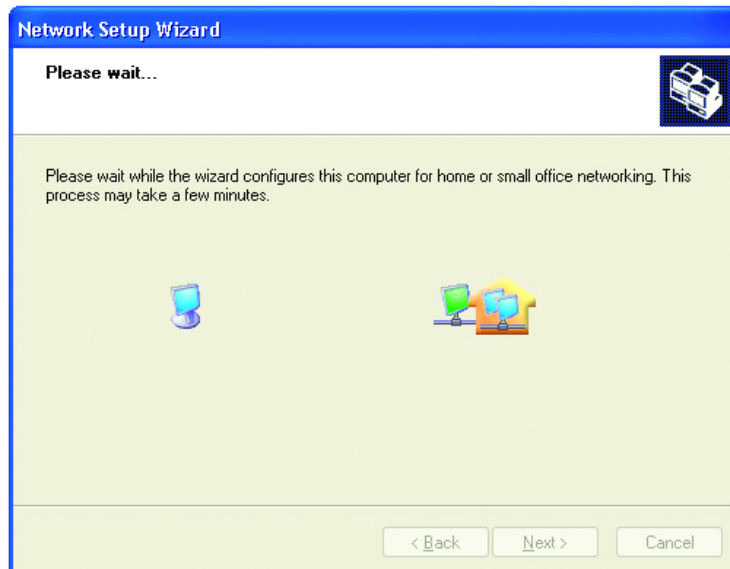 Network Setup Wizard
Please wait...
Please wait while the wizard configures this computer for home or small office networking. This
process may take a few minutes.
< Back
Next >
Cancel